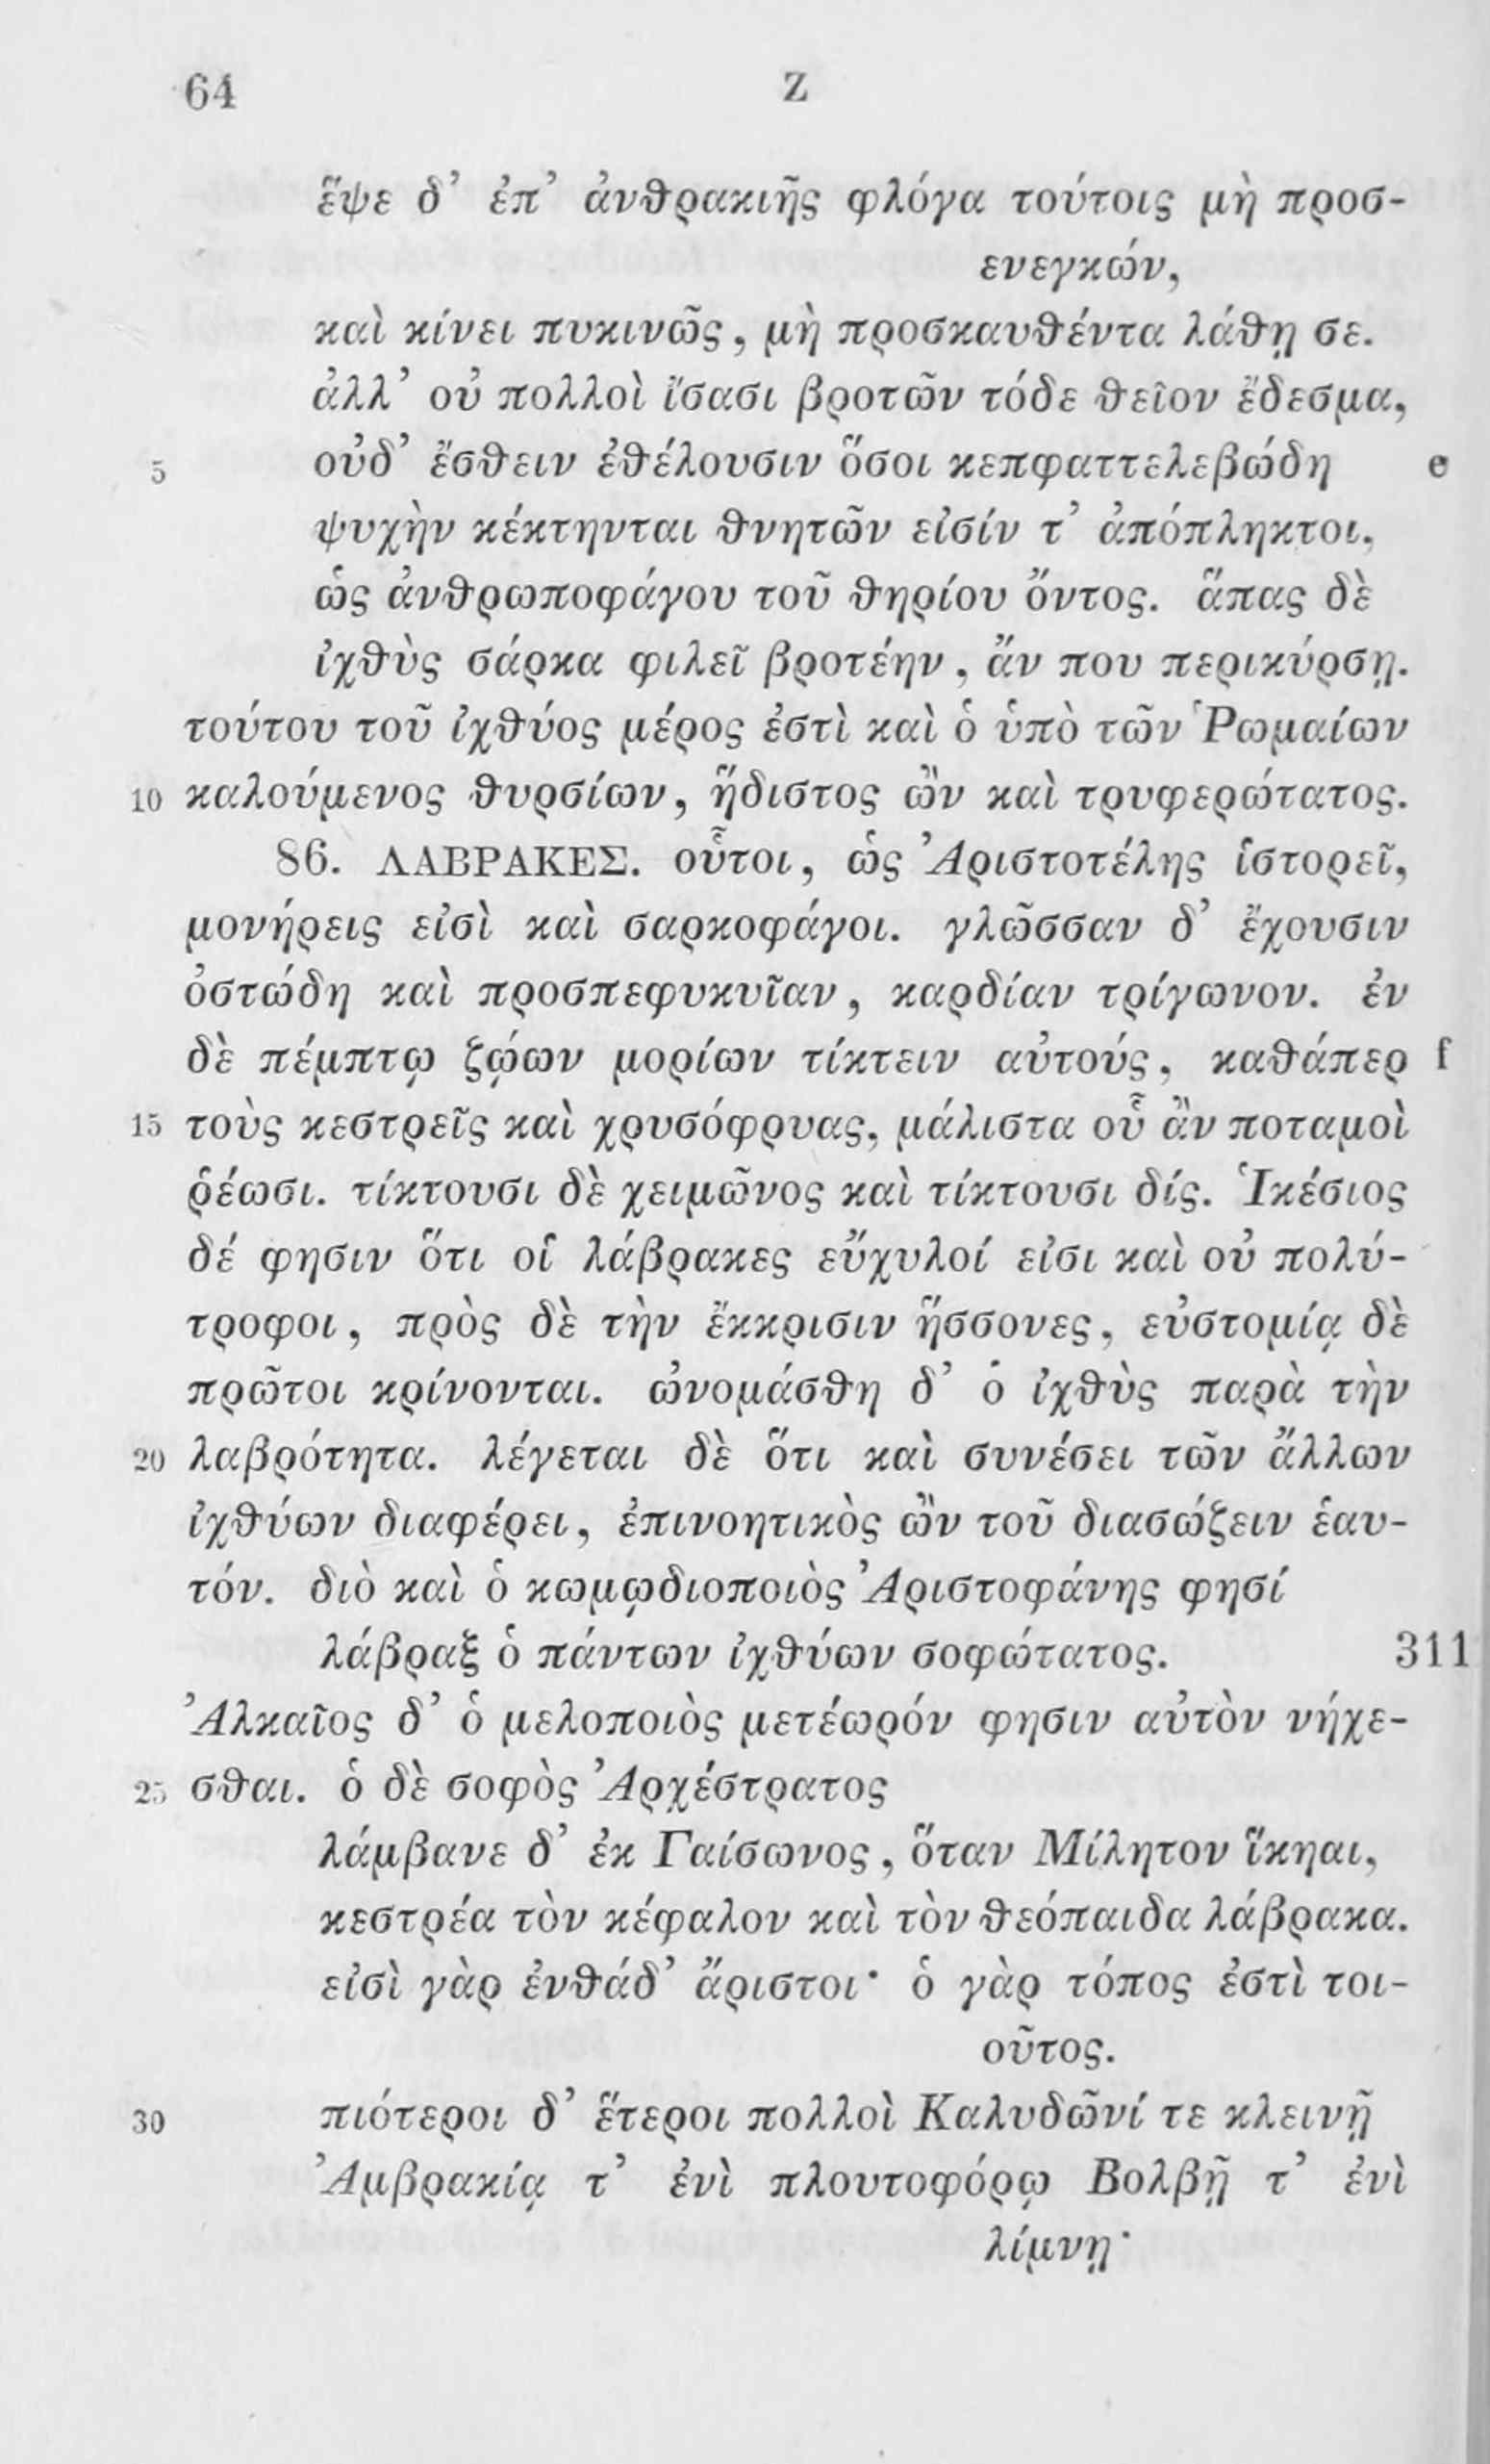 64 Z
ἕψε δ’ ἐπ’ ἀνθρακιῆς φλόγα τούτοις μὴ προσ-
ενεγκών,
καὶ κίνει πυκινῶς, μὴ προσκαυθέντα λάθῃ σε.
ἀλλ’ οὐ πολλοὶ ἴσασι βροτῶν τόδε θεῖον ἔδεσμα,
5 οὐδ’ ἔσθειν ἐθέλουσιν ὅσοι κεπφαττελεβώδη e
ψυχὴν κέκτηνται θνητῶν εἰσίν τ’ ἀπόπληκτοι,
ὡς ἀνθρωποφάγου τοῦ θηρίου ὄντος. ἅπας δὲ
ἰχθὺς σάρκα φιλεῖ βροτέην, ἄν που περικύρσῃ.
τούτου τοῦ ἰχθύος μέρος ἐστὶ καὶ ὁ ὑπὸ τῶν Ῥωμαίων
10 καλούμενος θυρσίων, ἥδιστος ὢν καὶ τρυφερώτατος.
86. ΛΑΒΡΑΚΕΣ. οὗτοι, ὡς Ἀριστοτέλης ἱστορεῖ,
μονήρεις εἰσὶ καὶ σαρκοφάγοι. γλῶσσαν δ’ ἔχουσιν
ὀστώδη καὶ προσπεφυκυῖαν, καρδίαν τρίγωνον. ἐν
δὲ πέμπτῳ ζῴων μορίων τίκτειν αὐτούς, καθάπερ f
15 τοὺς κεστρεῖς καὶ χρυσόφρυας, μάλιστα οὗ ἂν ποταμοὶ
ῥέωσι. τίκτουσι δὲ χειμῶνος καὶ τίκτουσι δίς. Ἱκέσιος
δέ φησιν ὅτι οἱ λάβρακες εὔχυλοί εἰσι καὶ οὐ πολύ-
τροφοι, πρὸς δὲ τὴν ἔκκρισιν ἥσσονες, εὐστομίᾳ δὲ
πρῶτοι κρίνονται. ὠνομάσθη δ’ ὁ ἰχθὺς παρὰ τὴν
20 λαβρότητα. λέγεται δὲ ὅτι καὶ συνέσει τῶν ἄλλων
ἰχθύων διαφέρει, ἐπινοητικὸς ὢν τοῦ διασῴζειν ἑαυ-
τόν. διὸ καὶ ὁ κωμῳδιοποιὸς Ἀριστοφάνης φησί
λάβραξ ὁ πάντων ἰχθύων σοφώτατος. 311
Ἀλκαῖος δ’ ὁ μελοποιὸς μετέωρόν φησιν αὐτὸν νήχε-
25 σθαι. ὁ δὲ σοφὸς Ἀρχέστρατος
λάμβανε δ’ ἐκ Γαίσωνος, ὅταν Μίλητον ἵκηαι,
κεστρέα τὸν κέφαλον καὶ τὸν θεόπαιδα λάβρακα.
εἰσὶ γὰρ ἐνθάδ’ ἄριστοι· ὁ γὰρ τόπος ἐστὶ τοι-
οῦτος.
30 πιότεροι δ’ ἕτεροι πολλοὶ Καλυδῶνί τε κλεινῇ
Ἀμβρακίᾳ τ’ ἐνὶ πλουτοφόρῳ Βολβῇ τ’ ἐνὶ
λίμνῃ·